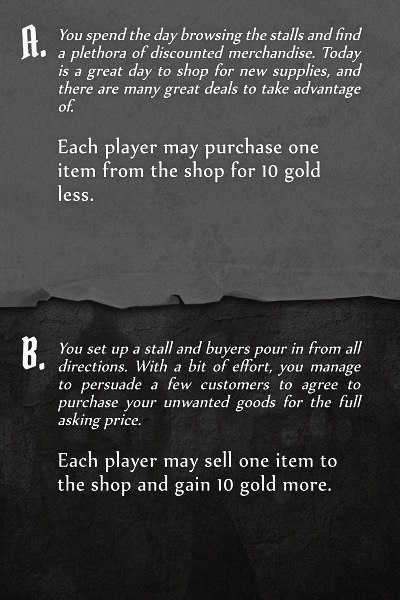 A.
You spend the day browsing the stalls and find
a plethora of discounted merchandise. Today
is a great day to shop for new supplies, and
there are many great deals to take advantage
of.
Each player may purchase one
item from the shop for 10 gold
less.
B.
You set up a stall and buyers pour in from all
directions. With a bit of effort, you manage
to persuade a few customers to agree to
purchase your unwanted goods for the full
asking price.
Each player may sell one item to
the shop and gain 10 gold more.